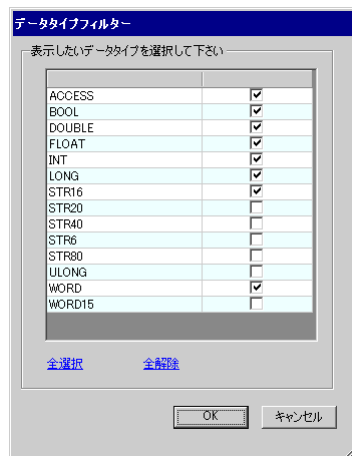 データタイプフィルター
表示したいデータタイプを選択して下さい
ACCESS
BOOL
DOUBLE
FLOAT
INT
LONG
STR16
STR20
STR40
STR6
STR80
ULONG
WORD
WORD15
全選択 全解除
OK キャンセル